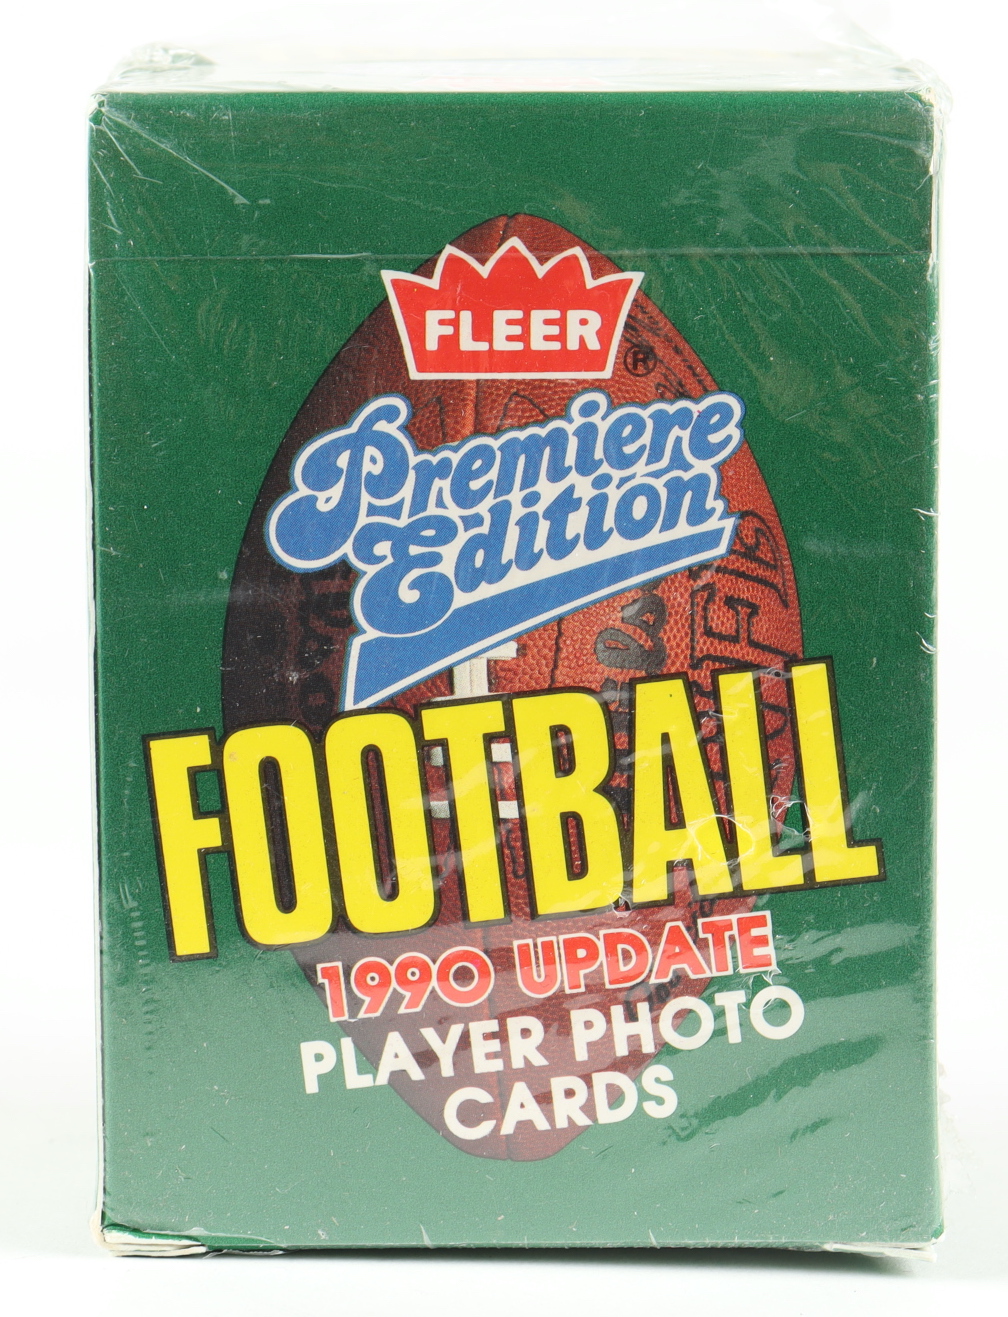 FLEER
®
Premiere
Edition
FOOTBALL
1990 UPDATE
PLAYER PHOTO
CARDS